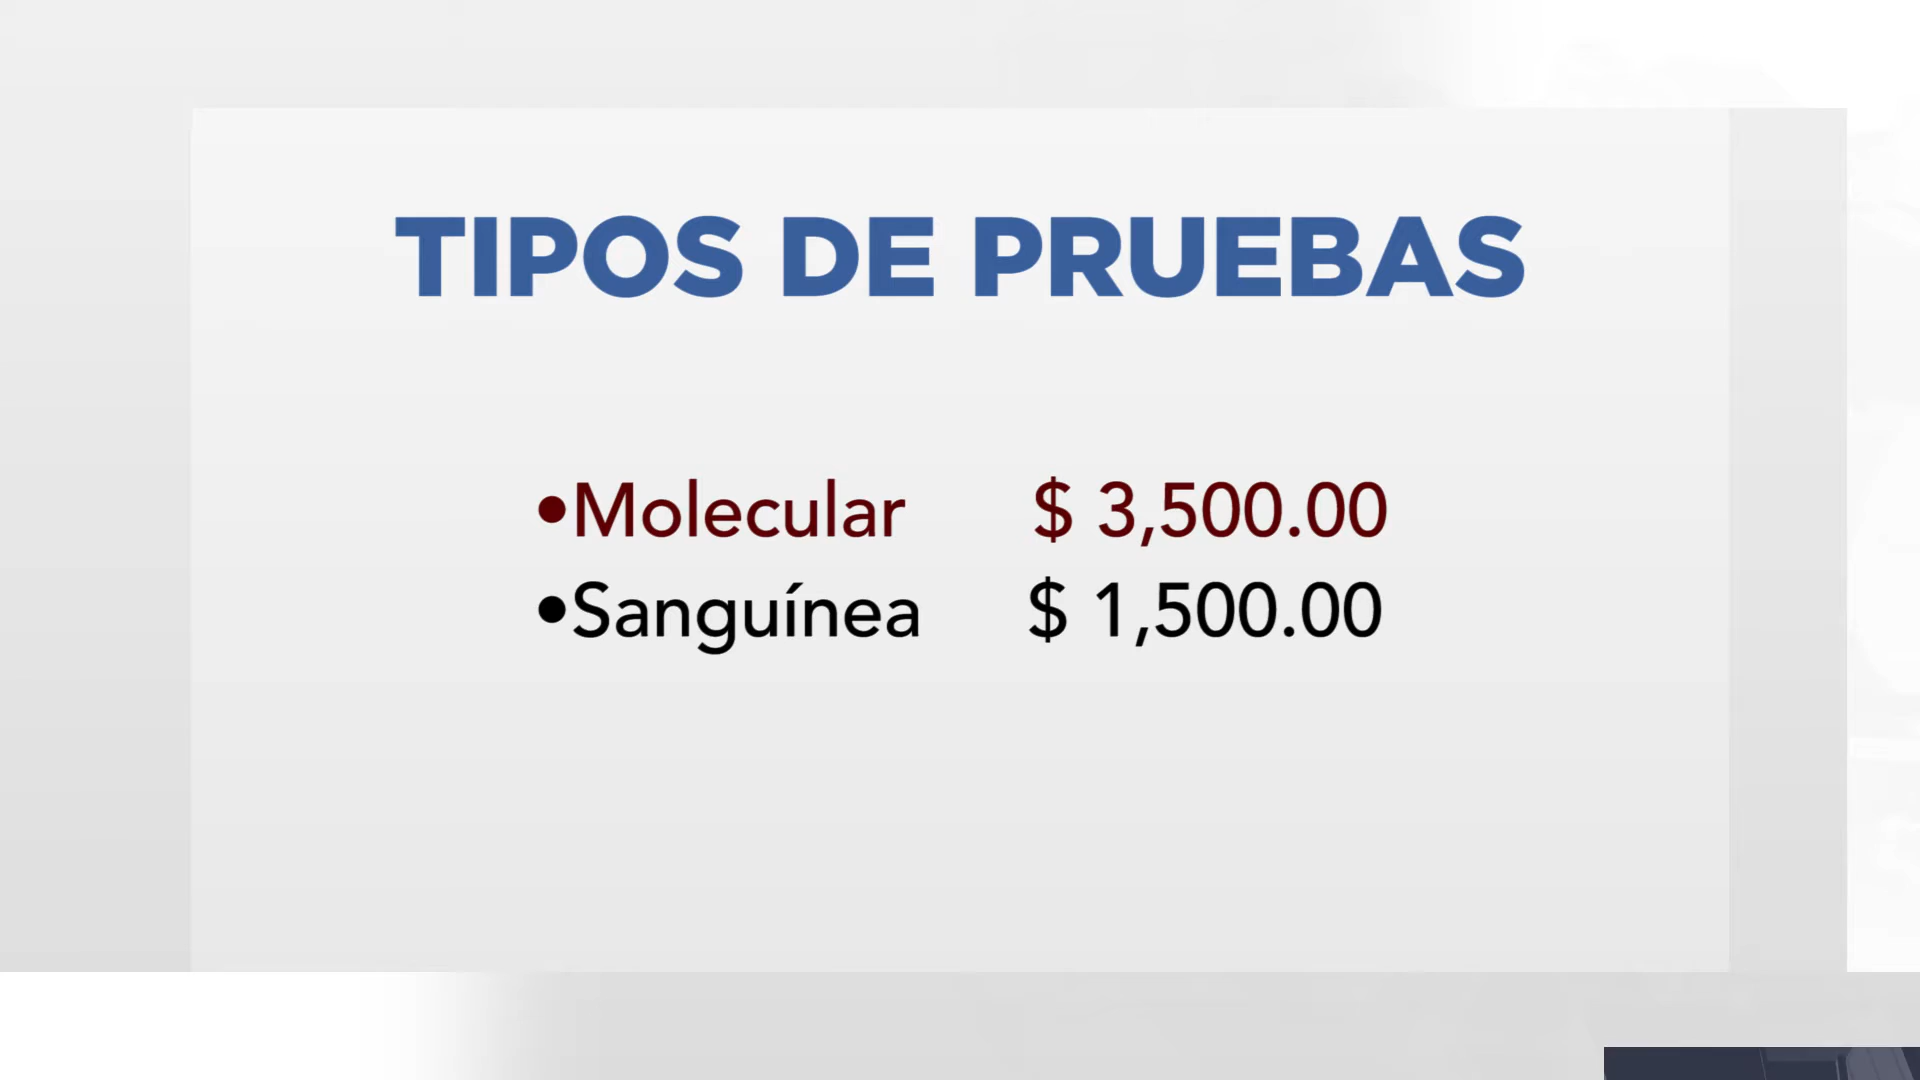 TIPOS DE PRUEBAS
•Molecular $ 3,500.00
•Sanguínea $ 1,500.00